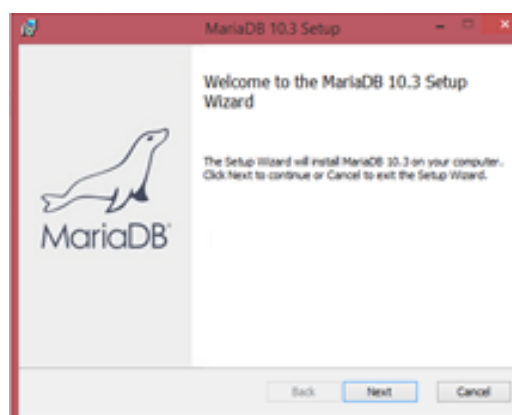 MariaDB 10.3 Setup
Welcome to the MariaDB 10.3 Setup
Wizard
The Setup Wizard will install MariaDB 10.3 on your computer.
Click Next to continue or Cancel to exit the Setup Wizard.
MariaDB
Back Next Cancel